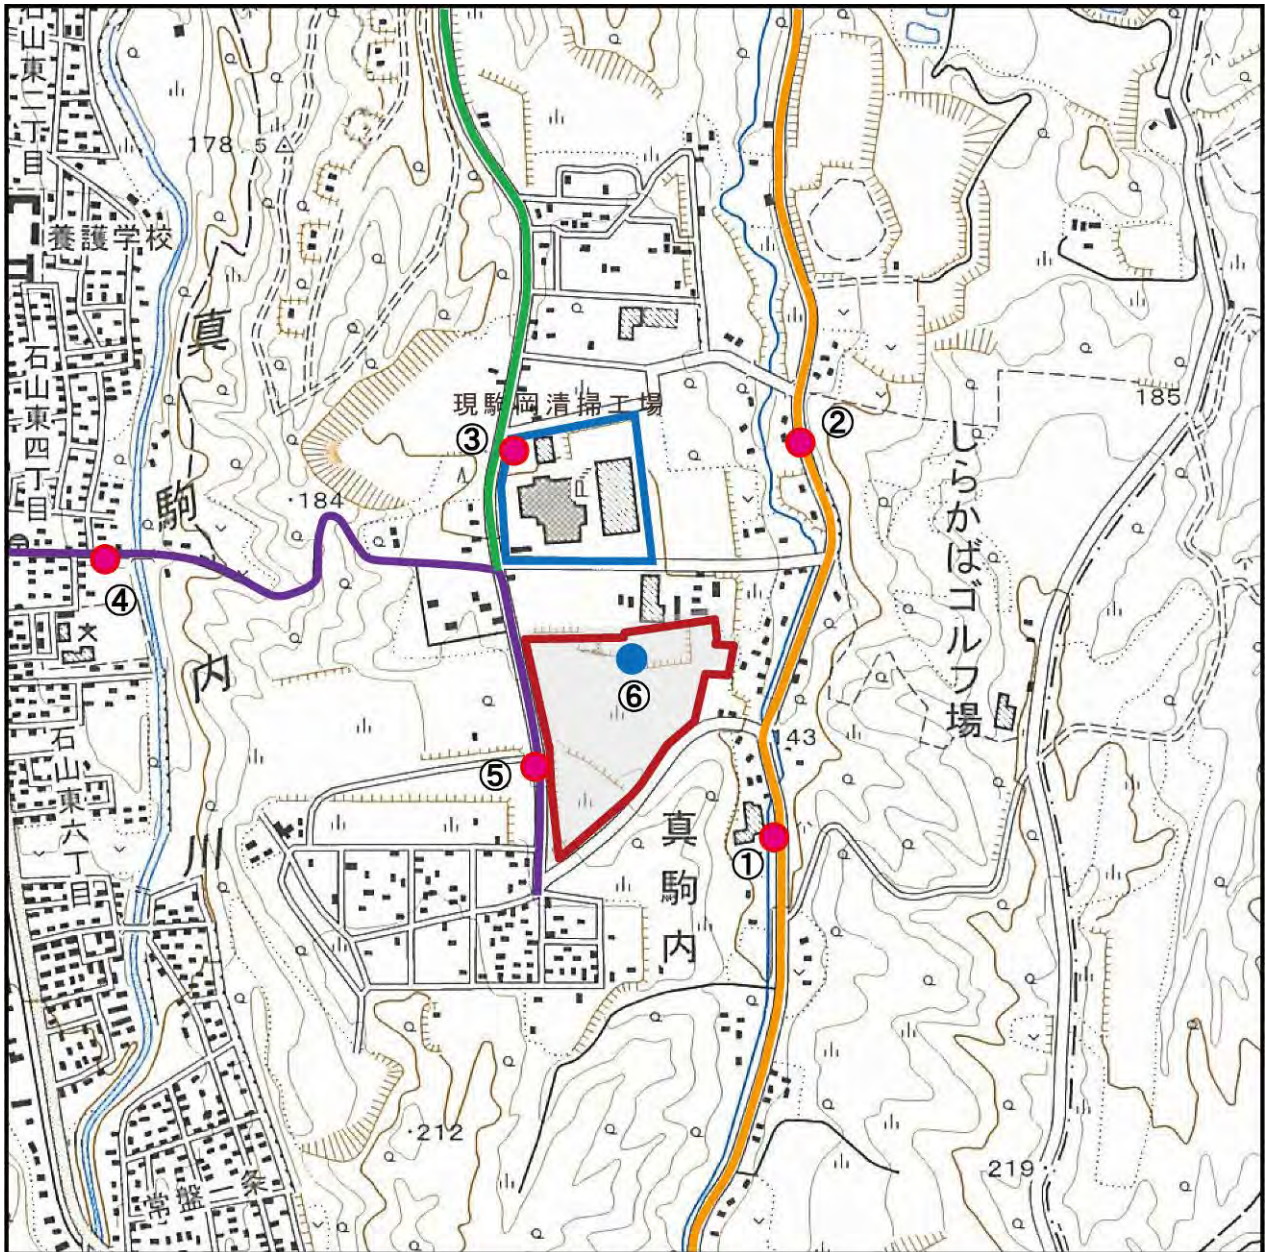 石山東二丁目
178.5
養護学校
真駒内川
石山東四丁目
現駒岡清掃工場
③
②
185
184
④
しらかばゴルフ場
⑥
143
⑤
石山東六丁目
真駒内
①
212
219
常盤一条